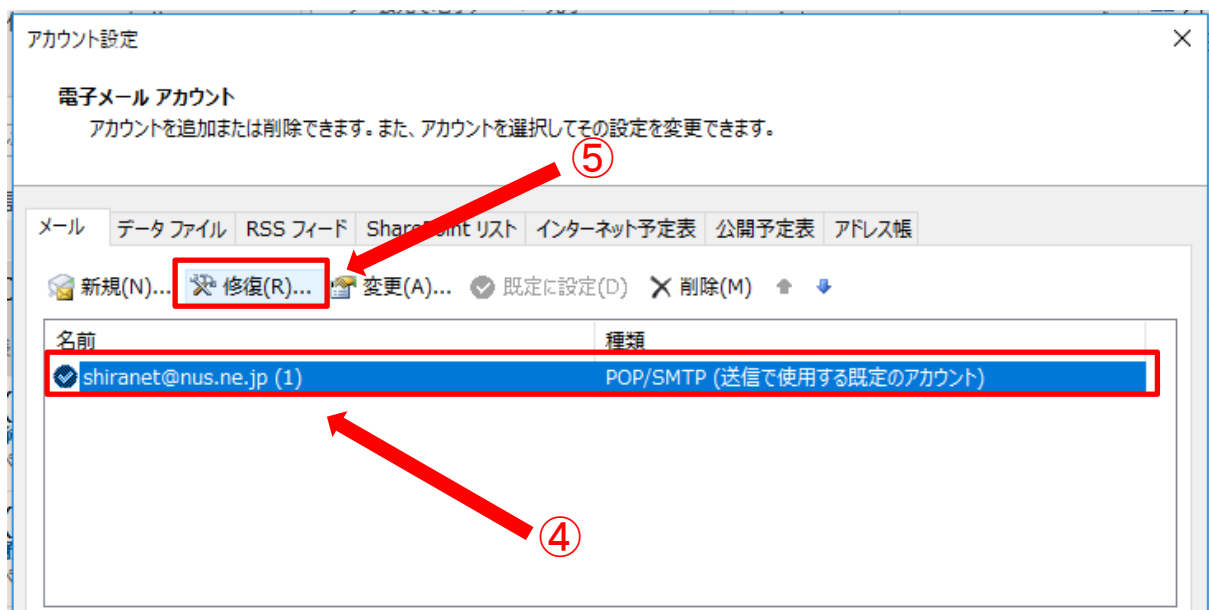 アカウント設定
電子メール アカウント
アカウントを追加または削除できます。また、アカウントを選択してその設定を変更できます。
⑤
メール データ ファイル RSS フィード SharePoint リスト インターネット予定表 公開予定表 アドレス帳
新規(N)... 修復(R)... 変更(A)... 既定に設定(D) 削除(M)
名前 種類
shiranet@nus.ne.jp (1) POP/SMTP (送信で使用する既定のアカウント)
④